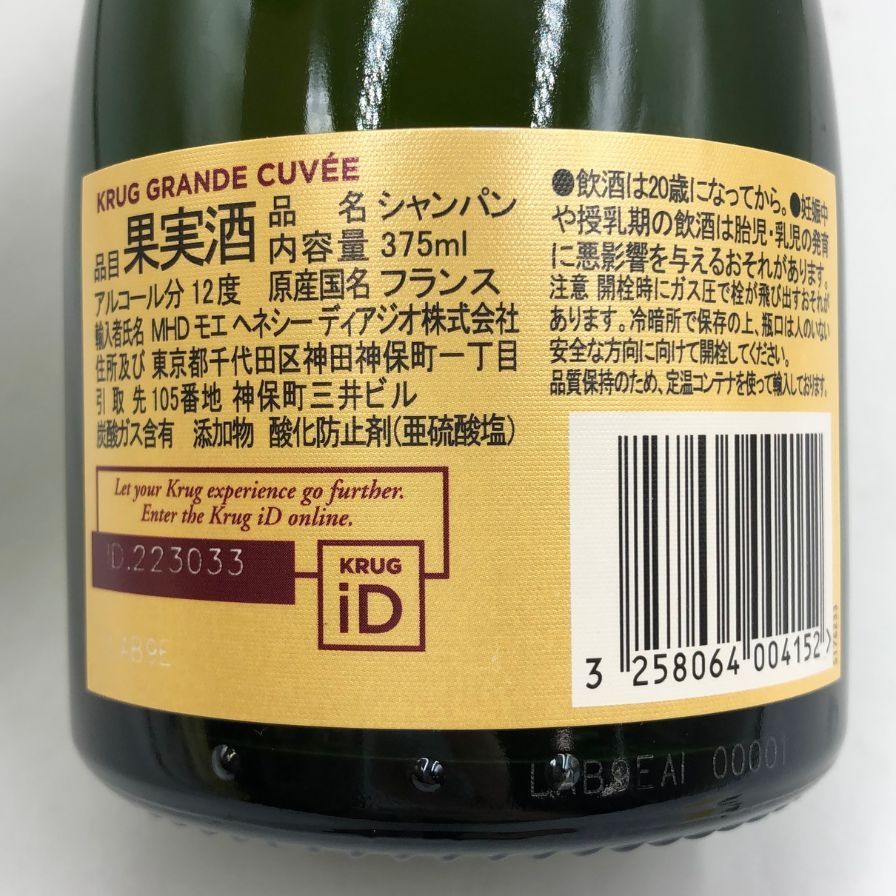 KRUG GRANDE CUVÉE
品目 果実酒 品 名 シャンパン
内容量 375ml
アルコール分 12度 原産国名 フランス
輸入者氏名 MHD モエ ヘネシー ディアジオ株式会社
住所及び 東京都千代田区神田神保町一丁目
引取先 105番地 神保町三井ビル
炭酸ガス含有 添加物 酸化防止剤(亜硫酸塩)
Let your Krug experience go further.
Enter the Krug iD online.
ID.223033
KRUG
iD
●飲酒は20歳になってから。●妊娠中
や授乳期の飲酒は胎児・乳児の発育
に悪影響を与えるおそれがあります。
注意 開栓時にガス圧で栓が飛び出すおそれが
あります。冷暗所で保存の上、瓶口は人のいない
安全な方向に向けて開栓してください。
品質保持のため、定温コンテナを使って輸入しております。
3 258064 004152>